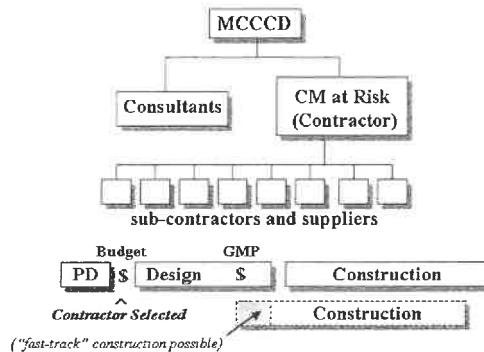 MCCCD
Consultants
CM at Risk
(Contractor)
sub-contractors and suppliers
Budget GMP
PD $ Design $ Construction
Contractor Selected
Construction
("fast-track" construction possible)